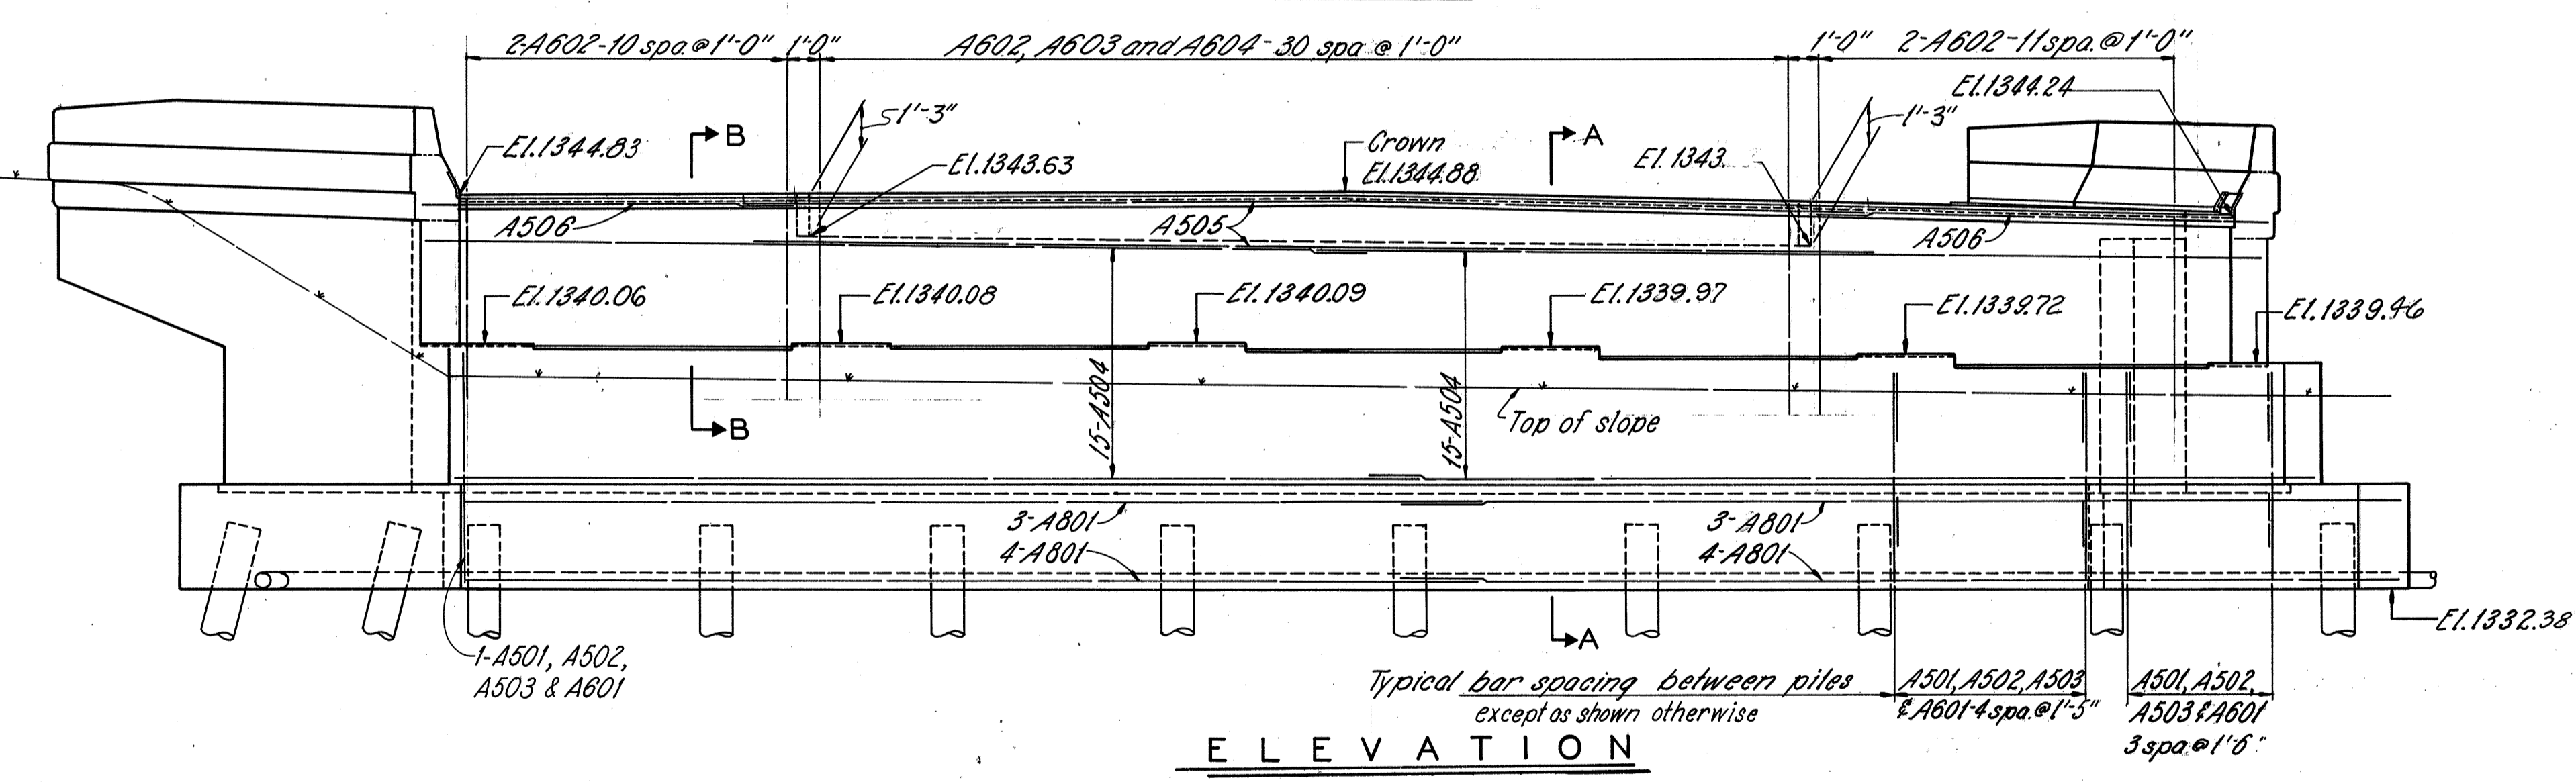 2-A602-10 spa.@1'-0" 1'-0" A602, A603 and A604-30 spa @ 1'-0" 1'-0" 2-A602-11 spa.@1'-0"
El.1344.24
1'-3" 1'-3"
B A
Crown
El.1344.83 El.1343.63 El.1344.88 El.1343.
A506 A505 A506
El.1340.06 El.1340.08 El.1340.09 El.1339.97 El.1339.72 El.1339.46
15-A504 15-A504
B Top of slope
3-A801 3-A801
4-A801 4-A801
A El.1332.38
1-A501, A502,
A503 & A601
Typical bar spacing between piles
except as shown otherwise
A501, A502, A503
& A601-4 spa.@1'-5"
A501, A502,
A503 & A601
3 spa.@1'-6"
ELEVATION